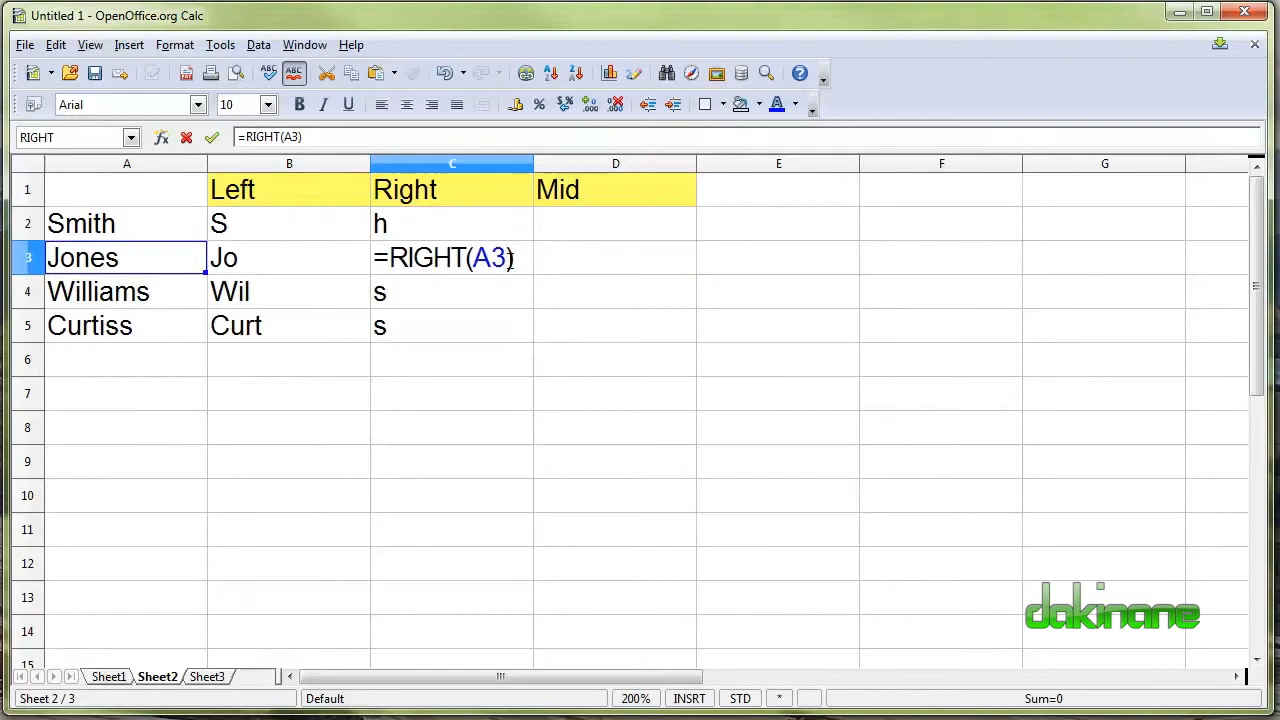 Untitled 1 - OpenOffice.org Calc
File Edit View Insert Format Tools Data Window Help
Arial 10
RIGHT =RIGHT(A3)
A B C D E F G
1 Left Right Mid
2 Smith S h
3 Jones Jo =RIGHT(A3)
4 Williams Wil s
5 Curtiss Curt s
6
7
8
9
10
11
12
13
14
15
dakinane
Sheet1 Sheet2 Sheet3
Sheet 2 / 3 Default 200% INSRT STD * Sum=0